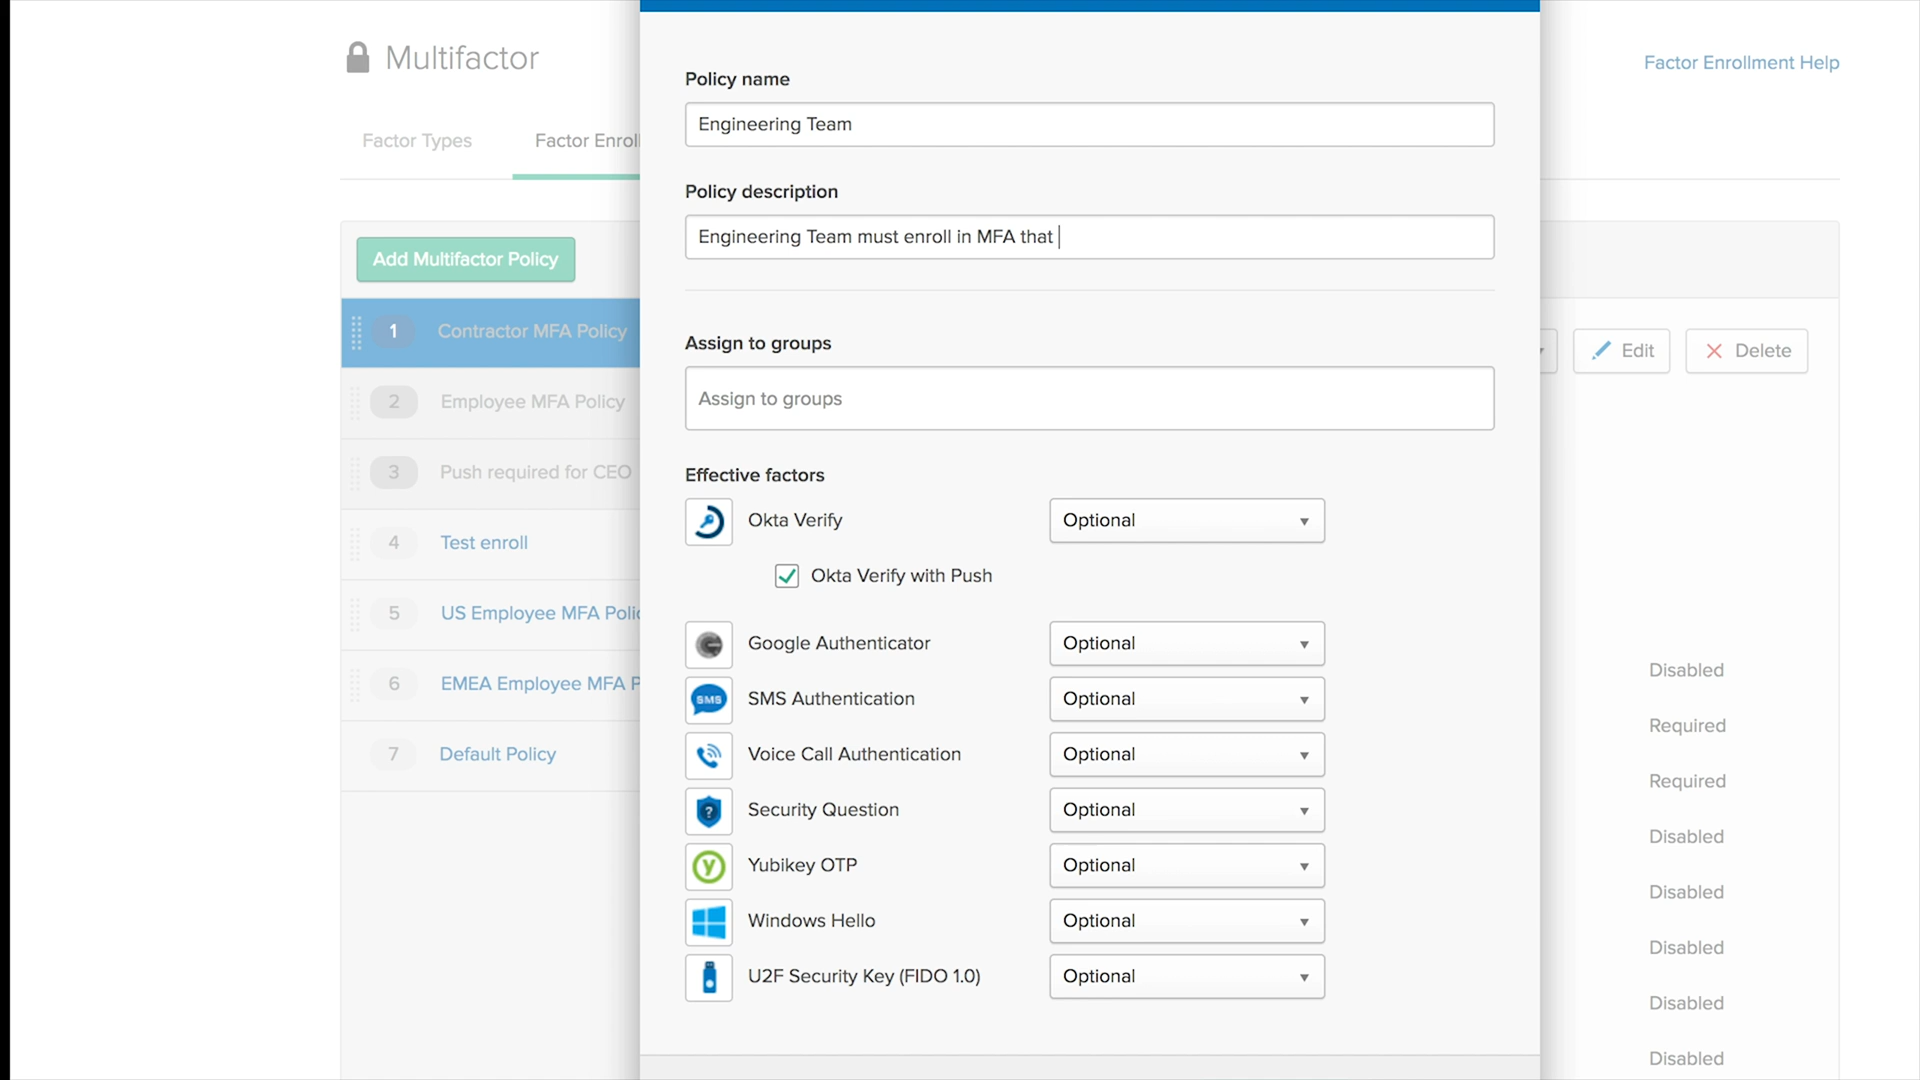 Multifactor
Factor Enrollment Help
Factor Types
Factor Enroll
Add Multifactor Policy
1 Contractor MFA Policy
2 Employee MFA Policy
3 Push required for CEO
4 Test enroll
5 US Employee MFA Polic
6 EMEA Employee MFA P
7 Default Policy
Policy name
Engineering Team
Policy description
Engineering Team must enroll in MFA that
Assign to groups
Assign to groups
Effective factors
Okta Verify Optional
Okta Verify with Push
Google Authenticator Optional
SMS SMS Authentication Optional
Voice Call Authentication Optional
? Security Question Optional
y Yubikey OTP Optional
Windows Hello Optional
U2F Security Key (FIDO 1.0) Optional
Edit
Delete
Disabled
Required
Required
Disabled
Disabled
Disabled
Disabled
Disabled